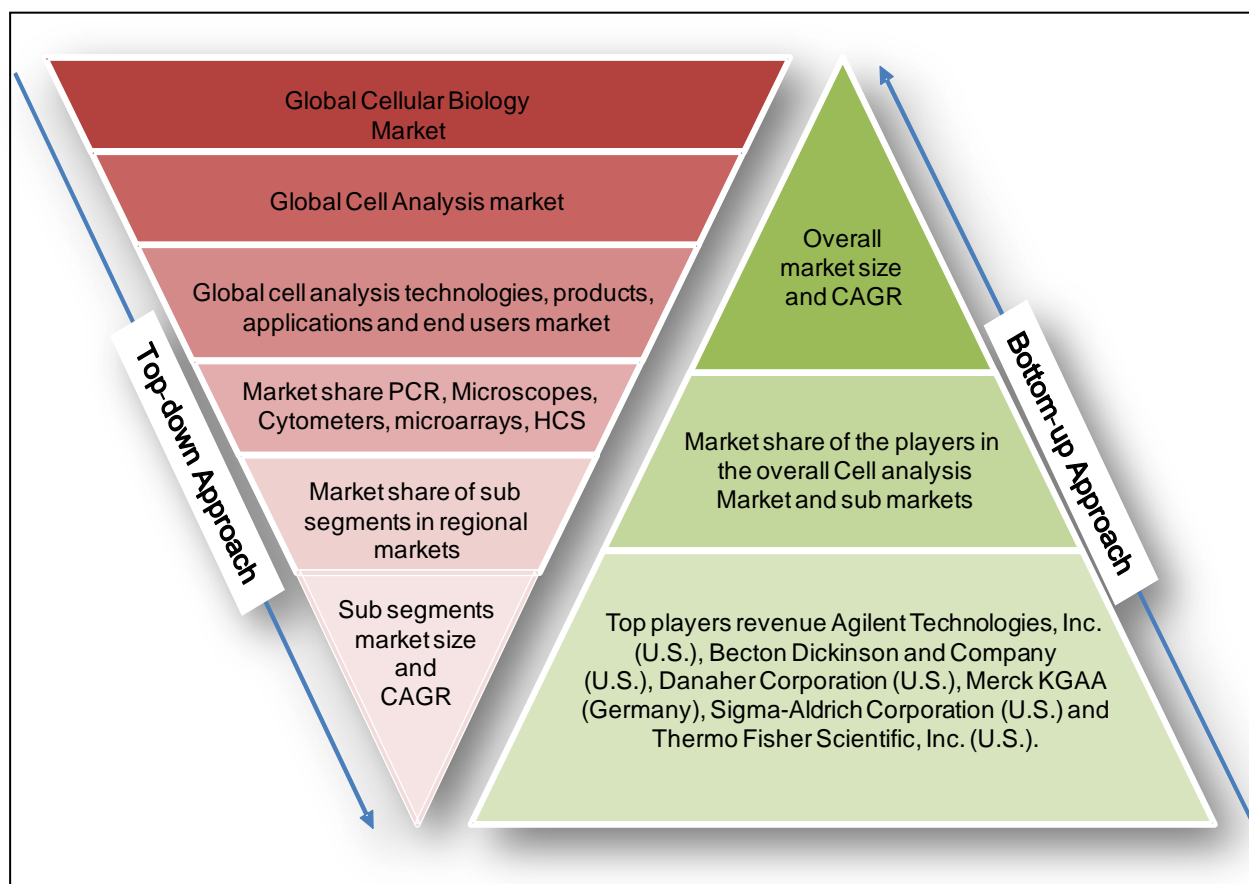 Global Cellular Biology
Market
Global Cell Analysis market
Global cell analysis technologies, products,
applications and end users market
Market share PCR, Microscopes,
Cytometers, microarrays, HCS
Market share of sub
segments in regional
markets
Sub segments
market size
and
CAGR
Top-down Approach
Overall
market size
and CAGR
Market share of the players in
the overall Cell analysis
Market and sub markets
Top players revenue Agilent Technologies, Inc.
(U.S.), Becton Dickinson and Company
(U.S.), Danaher Corporation (U.S.), Merck KGAA
(Germany), Sigma-Aldrich Corporation (U.S.) and
Thermo Fisher Scientific, Inc. (U.S.).
Bottom-up Approach